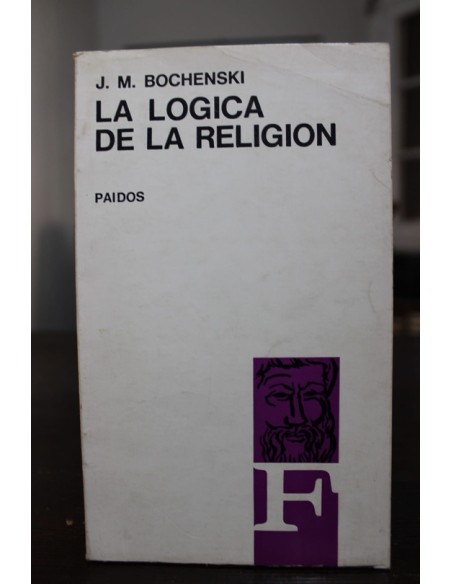 J. M. BOCHENSKI
LA LOGICA
DE LA RELIGION
PAIDOS
F